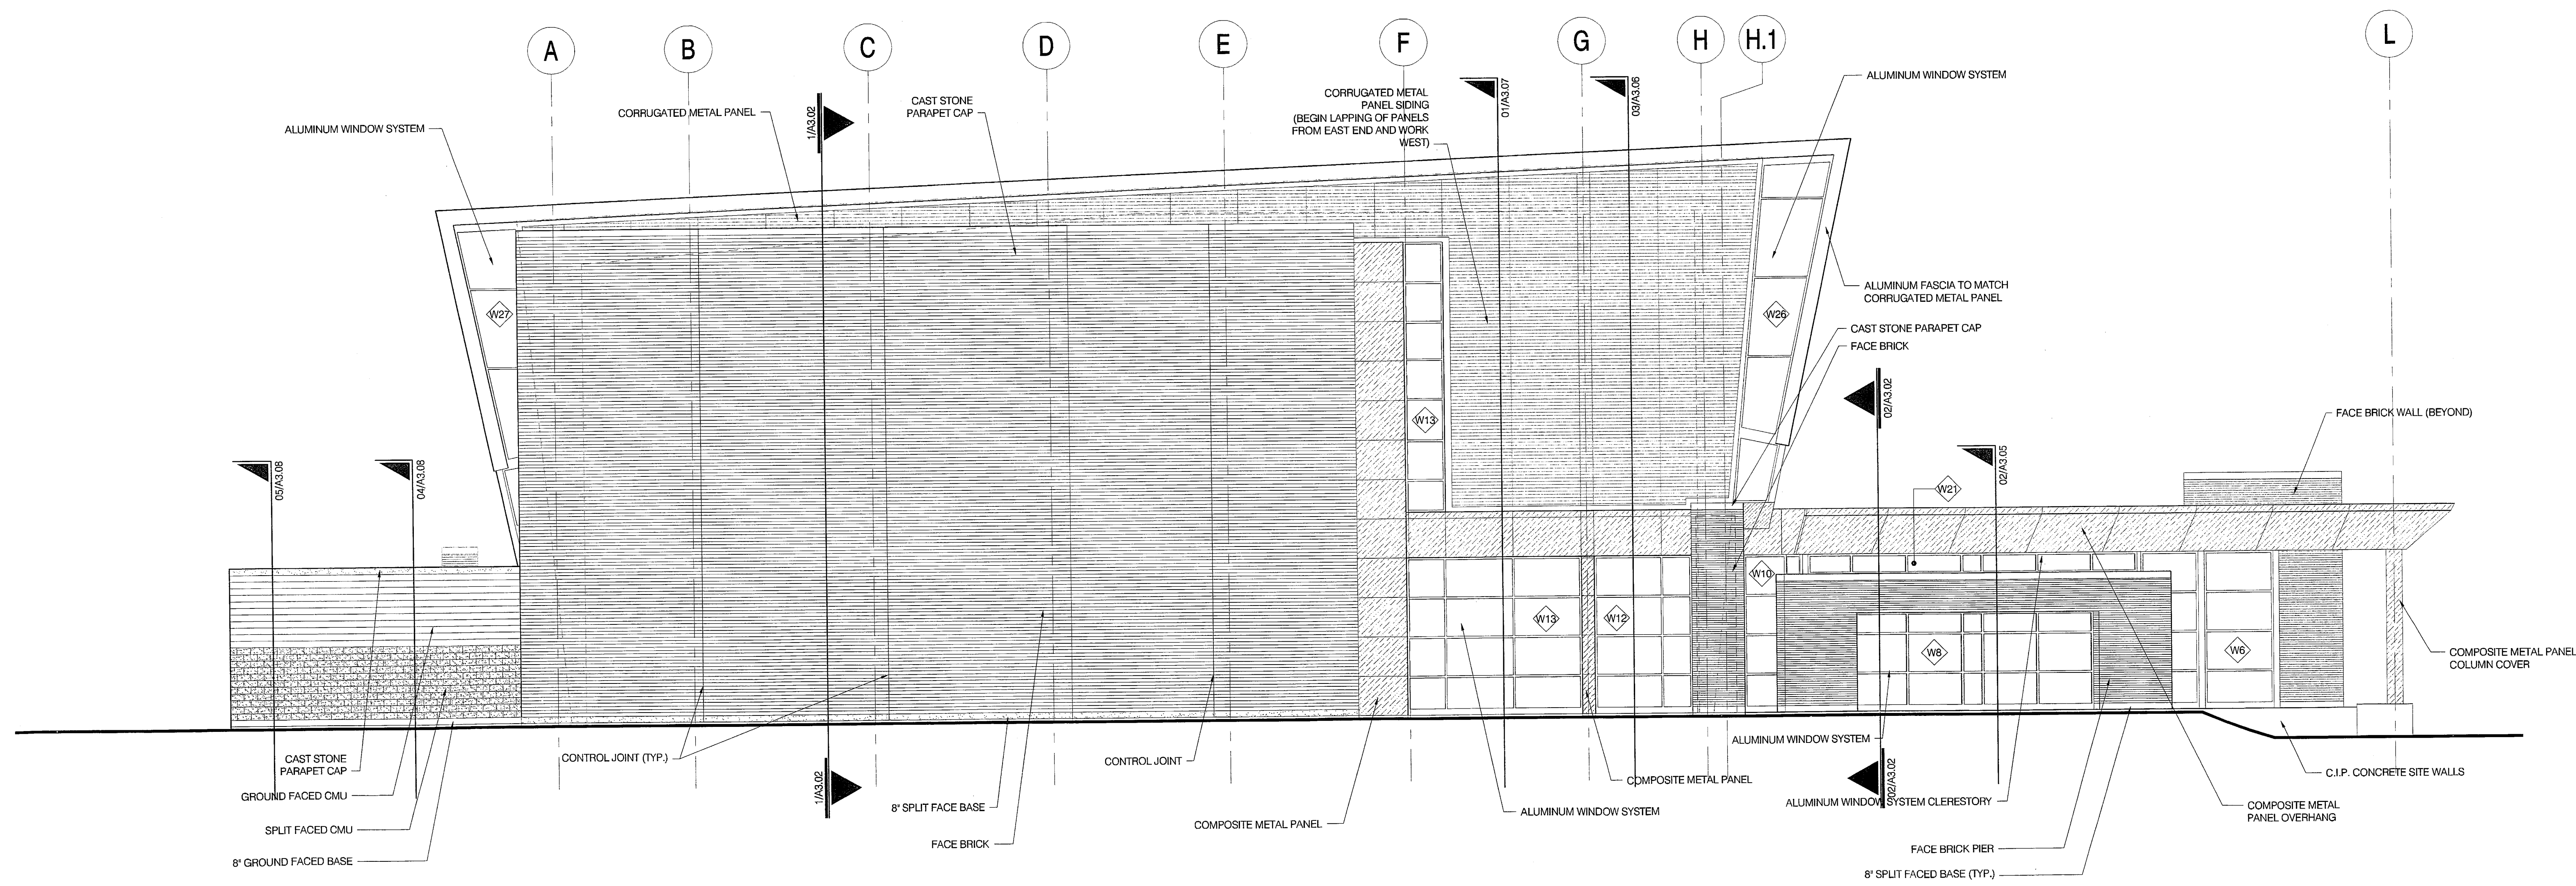 A
B
C
D
E
F
G
H
H.1
L
ALUMINUM WINDOW SYSTEM
CORRUGATED METAL PANEL
1/A3.02
CAST STONE
PARAPET CAP
CORRUGATED METAL
PANEL SIDING
(BEGIN LAPPING OF PANELS
FROM EAST END AND WORK
WEST)
01/A3.07
03/A3.06
ALUMINUM WINDOW SYSTEM
ALUMINUM FASCIA TO MATCH
CORRUGATED METAL PANEL
CAST STONE PARAPET CAP
FACE BRICK
W27
W26
W13
02/A3.02
FACE BRICK WALL (BEYOND)
05/A3.08
04/A3.08
02/A3.05
W21
W10
W13
W12
W8
W6
COMPOSITE METAL PANEL
COLUMN COVER
CAST STONE
PARAPET CAP
GROUND FACED CMU
SPLIT FACED CMU
8" GROUND FACED BASE
CONTROL JOINT (TYP.)
1/A3.02
8" SPLIT FACE BASE
FACE BRICK
CONTROL JOINT
COMPOSITE METAL PANEL
ALUMINUM WINDOW SYSTEM
COMPOSITE METAL PANEL
ALUMINUM WINDOW SYSTEM
02/A3.02
ALUMINUM WINDOW SYSTEM CLERESTORY
C.I.P. CONCRETE SITE WALLS
COMPOSITE METAL
PANEL OVERHANG
FACE BRICK PIER
8" SPLIT FACED BASE (TYP.)